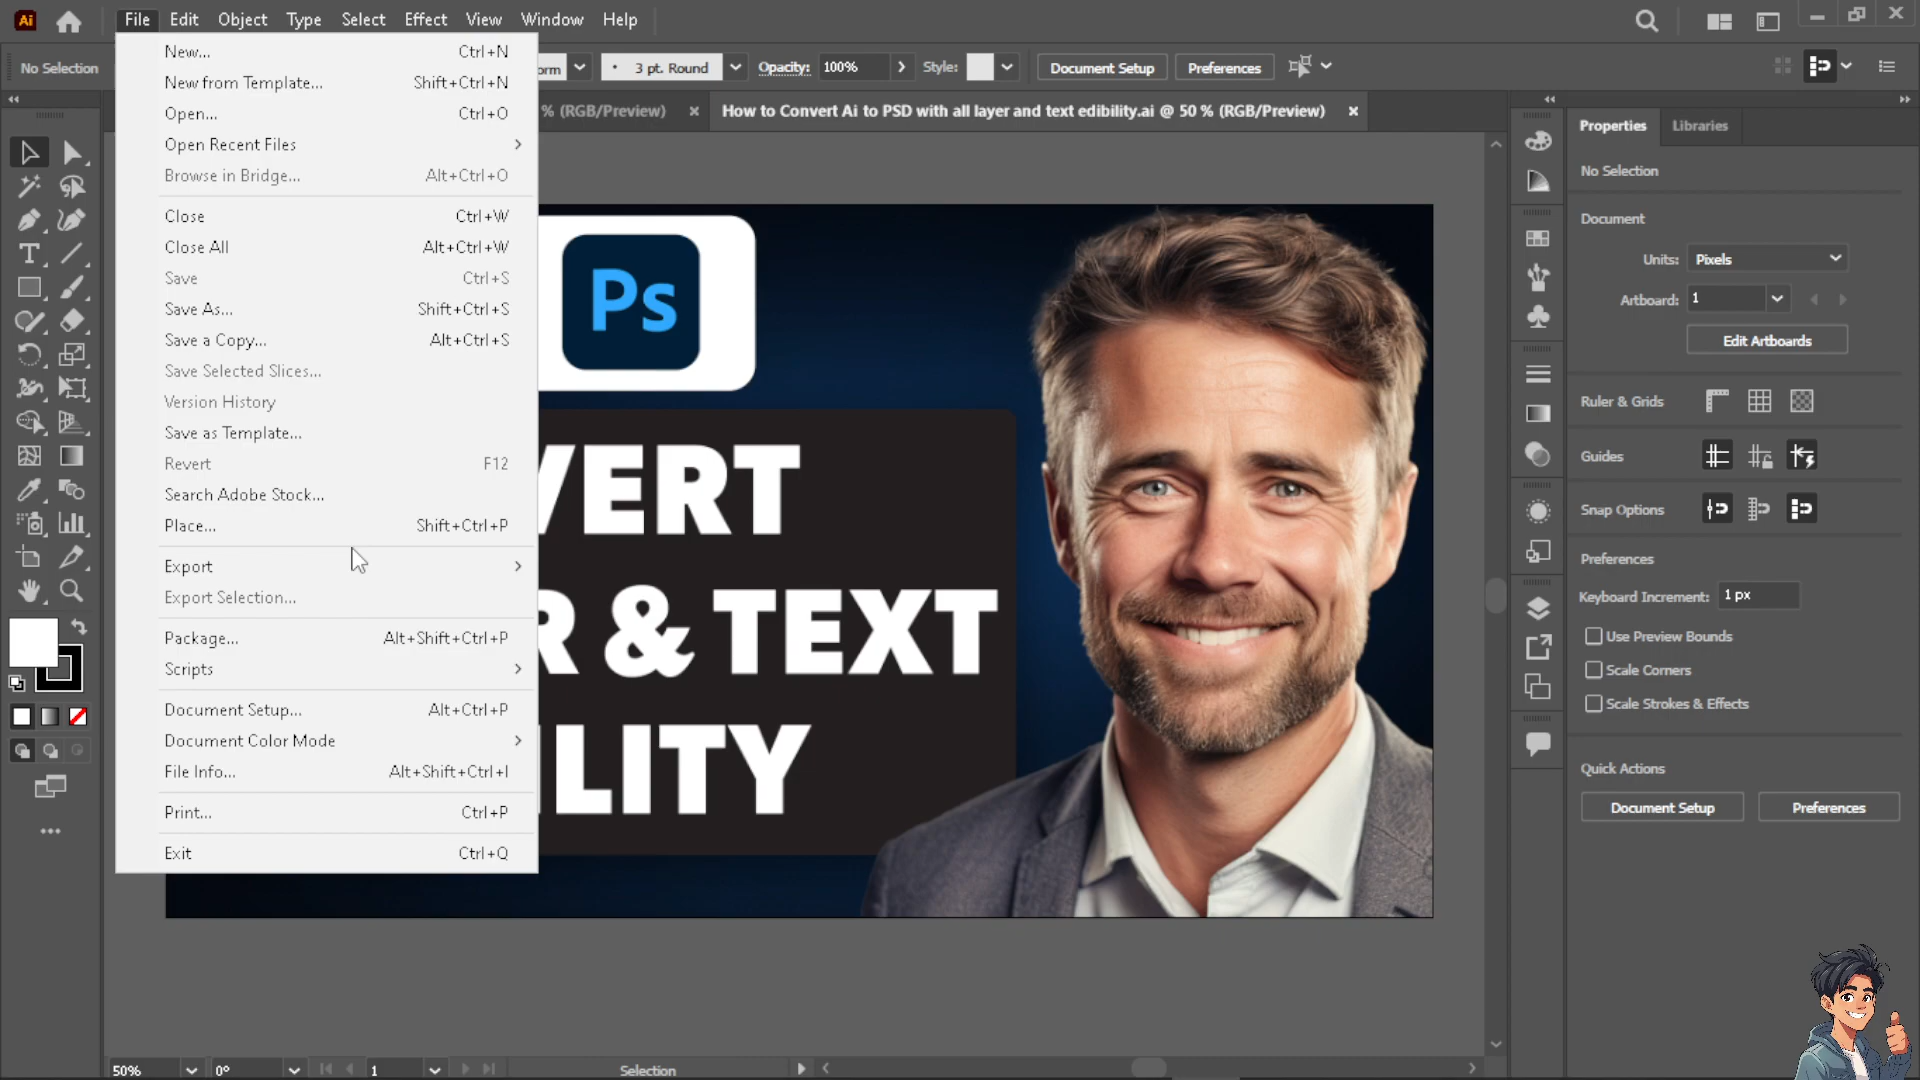 Ai
File Edit Object Type Select Effect View Window Help
No Selection
orm
3 pt. Round
Opacity:
100%
Style:
Document Setup
Preferences
% (RGB/Preview)
How to Convert Ai to PSD with all layer and text edibility.ai @ 50 % (RGB/Preview)
New... Ctrl+N
New from Template... Shift+Ctrl+N
Open... Ctrl+O
Open Recent Files
Browse in Bridge... Alt+Ctrl+O
Close Ctrl+W
Close All Alt+Ctrl+W
Save Ctrl+S
Save As... Shift+Ctrl+S
Save a Copy... Alt+Ctrl+S
Save Selected Slices...
Version History
Save as Template...
Revert F12
Search Adobe Stock...
Place... Shift+Ctrl+P
Export
Export Selection...
Package... Alt+Shift+Ctrl+P
Scripts
Document Setup... Alt+Ctrl+P
Document Color Mode
File Info... Alt+Shift+Ctrl+I
Print... Ctrl+P
Exit Ctrl+Q
Ps
VERT
R & TEXT
ILITY
Properties Libraries
No Selection
Document
Units: Pixels
Artboard: 1
Edit Artboards
Ruler & Grids
Guides
Snap Options
Preferences
Keyboard Increment: 1 px
Use Preview Bounds
Scale Corners
Scale Strokes & Effects
Quick Actions
Document Setup Preferences
50% 0° 1 Selection